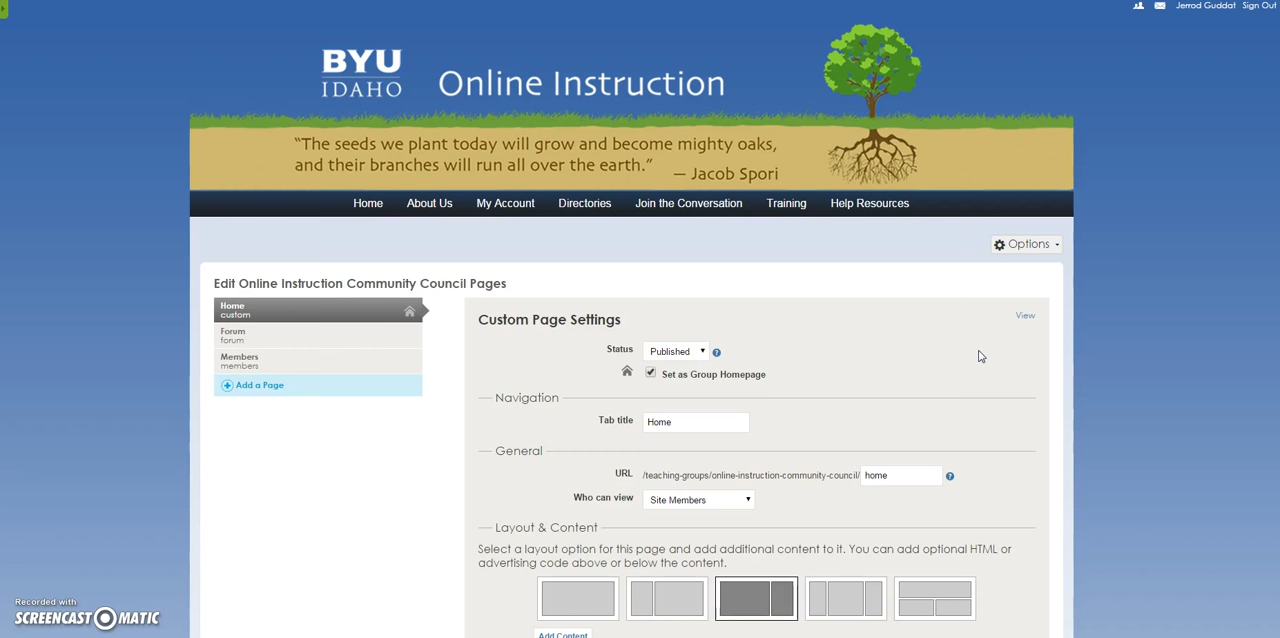 Jerrod Guddat Sign Out
BYU
IDAHO
Online Instruction
“The seeds we plant today will grow and become mighty oaks,
and their branches will run all over the earth.”
— Jacob Spori
Home About Us My Account Directories Join the Conversation Training Help Resources
Options
Edit Online Instruction Community Council Pages
Home
custom
Forum
forum
Members
members
Add a Page
Custom Page Settings
View
Status Published ?
Set as Group Homepage
Navigation
Tab title Home
General
URL /teaching-groups/online-instruction-community-council/ home ?
Who can view Site Members
Layout & Content
Select a layout option for this page and add additional content to it. You can add optional HTML or
advertising code above or below the content.
Add Content
Recorded with
SCREENCAST MATIC